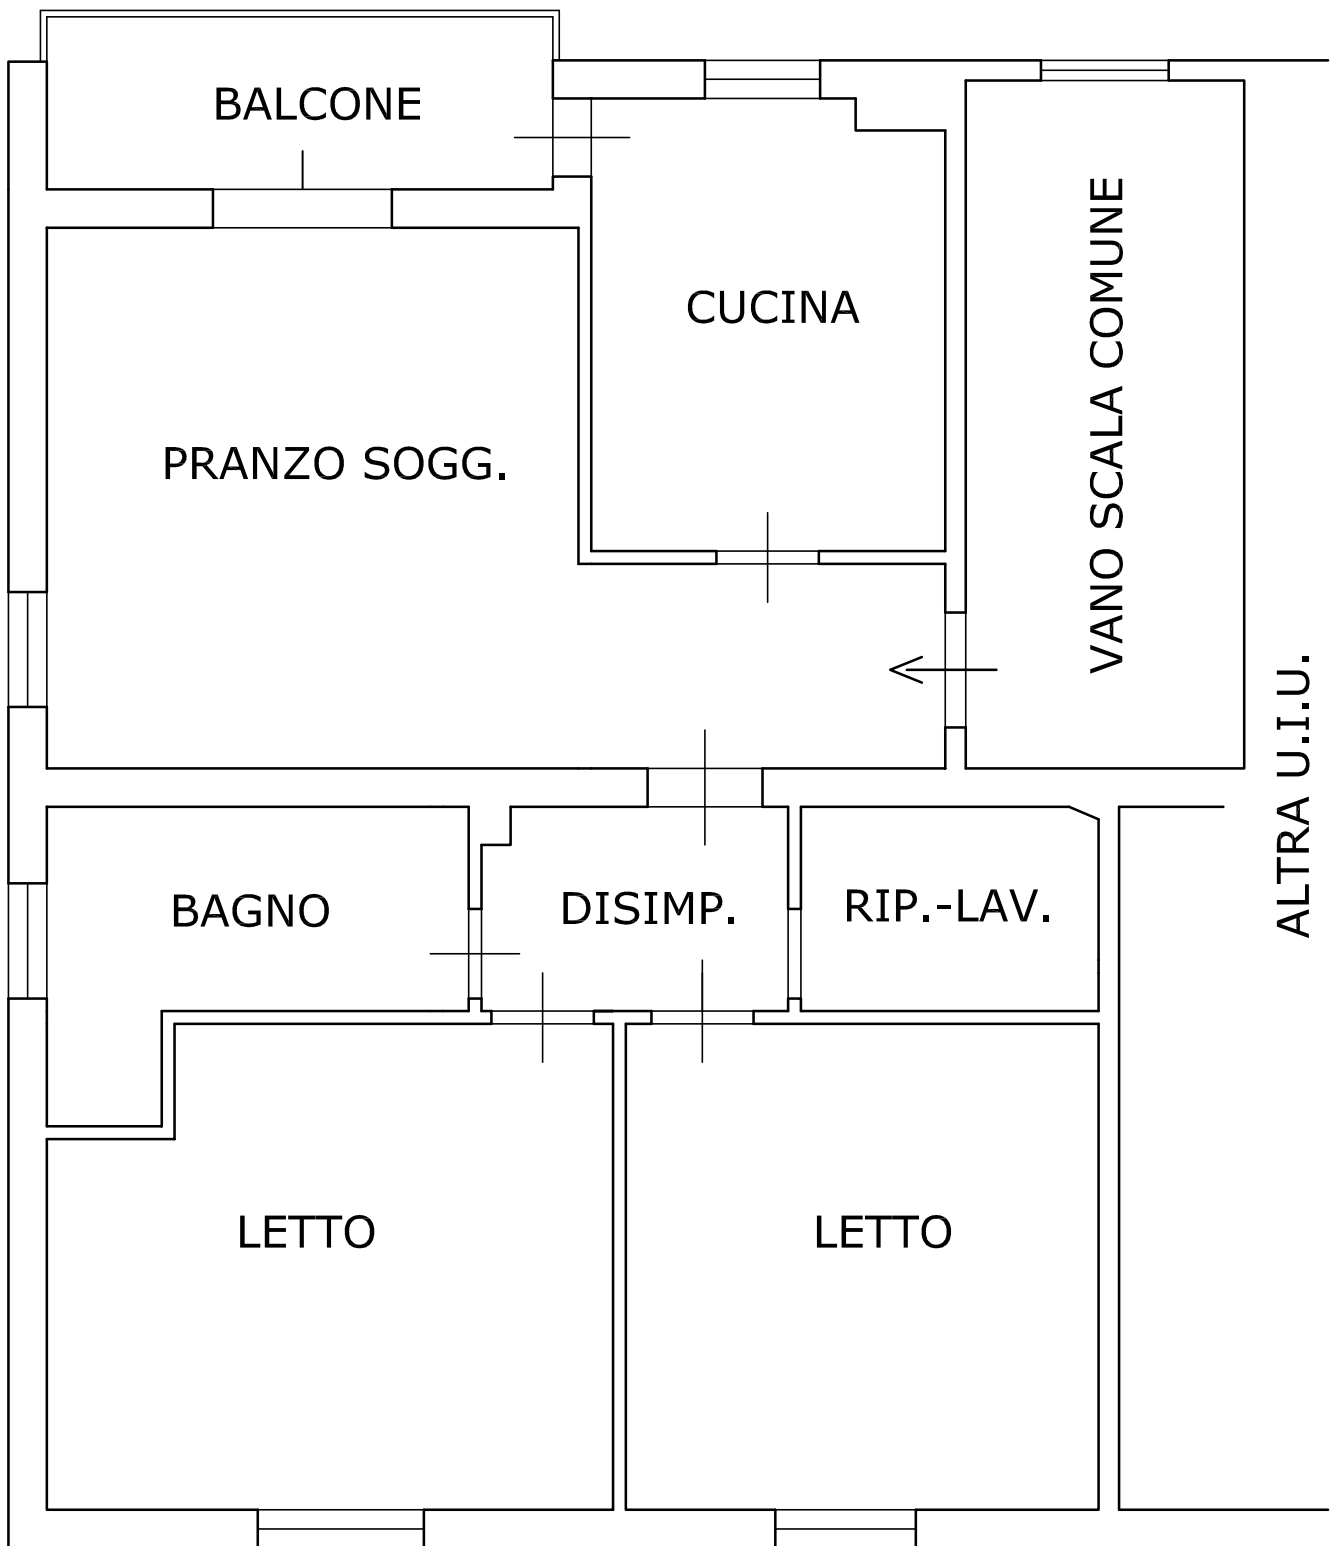 BALCONE
CUCINA
VANO SCALA COMUNE
PRANZO SOGG.
ALTRA U.I.U.
BAGNO
DISIMP.
RIP.-LAV.
LETTO
LETTO